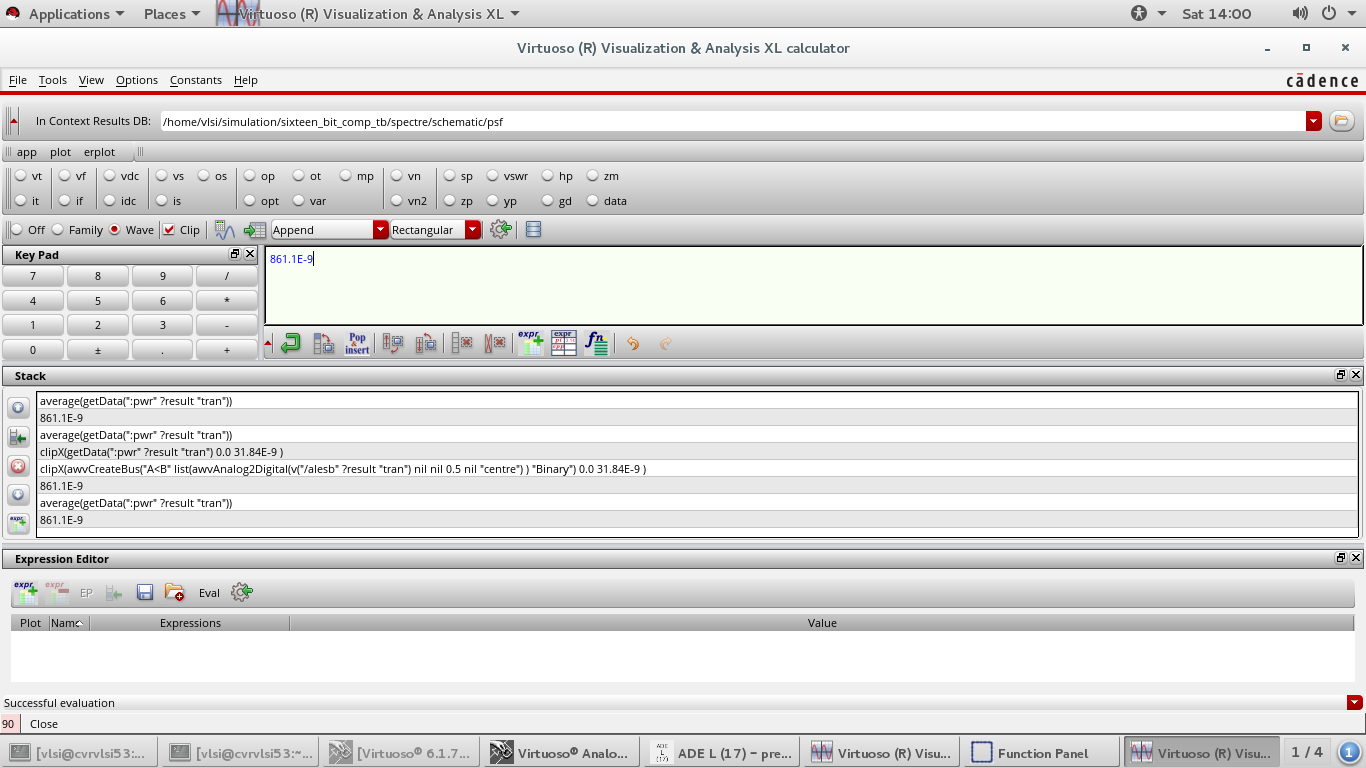 Applications Places Virtuoso (R) Visualization & Analysis XL Sat 14:00
Virtuoso (R) Visualization & Analysis XL calculator
File Tools View Options Constants Help cādence
In Context Results DB: /home/vlsi/simulation/sixteen_bit_comp_tb/spectre/schematic/psf
app plot erplot
vt vf vdc vs os op ot mp vn sp vswr hp zm
it if idc is opt var vn2 zp yp gd data
Off Family Wave Clip Append Rectangular
Key Pad
861.1E-9
7 8 9 /
4 5 6 *
1 2 3 -
0 ± . +
Pop & insert expr expr fn
Stack
average(getData(":pwr" ?result "tran"))
861.1E-9
average(getData(":pwr" ?result "tran"))
clipX(getData(":pwr" ?result "tran") 0.0 31.84E-9 )
clipX(awvCreateBus("A<B" list(awvAnalog2Digital(v("/alesb" ?result "tran") nil nil 0.5 nil "centre") ) "Binary") 0.0 31.84E-9 )
861.1E-9
average(getData(":pwr" ?result "tran"))
861.1E-9
expr
Expression Editor
expr expr EP Eval
Plot Name Expressions Value
Successful evaluation
90 Close
[vlsi@cvrvlsi53:... [vlsi@cvrvlsi53:~... [Virtuoso® 6.1.7... Virtuoso® Analo... ADE L (17) ADE L (17) – pre... Virtuoso (R) Visu... Function Panel Virtuoso (R) Visu... 1 / 4 1